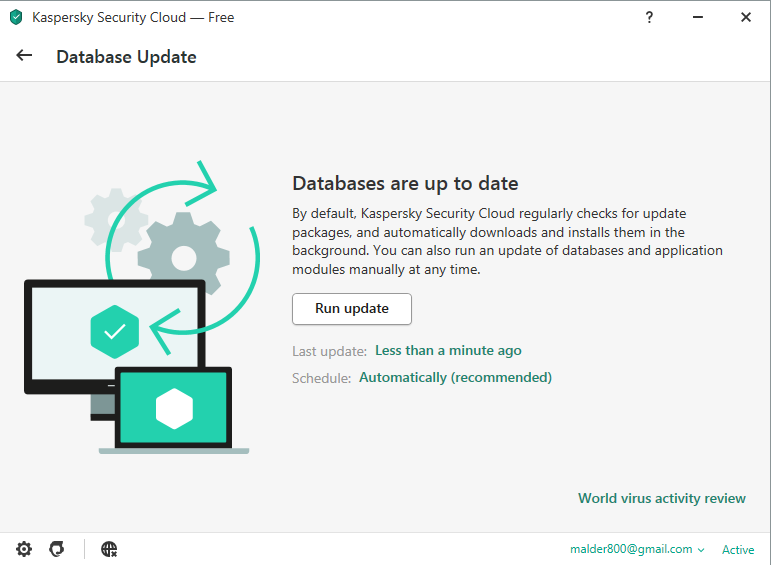 Kaspersky Security Cloud — Free
?
Database Update
Databases are up to date
By default, Kaspersky Security Cloud regularly checks for update
packages, and automatically downloads and installs them in the
background. You can also run an update of databases and application
modules manually at any time.
Run update
Last update: Less than a minute ago
Schedule: Automatically (recommended)
World virus activity review
malder800@gmail.com
Active